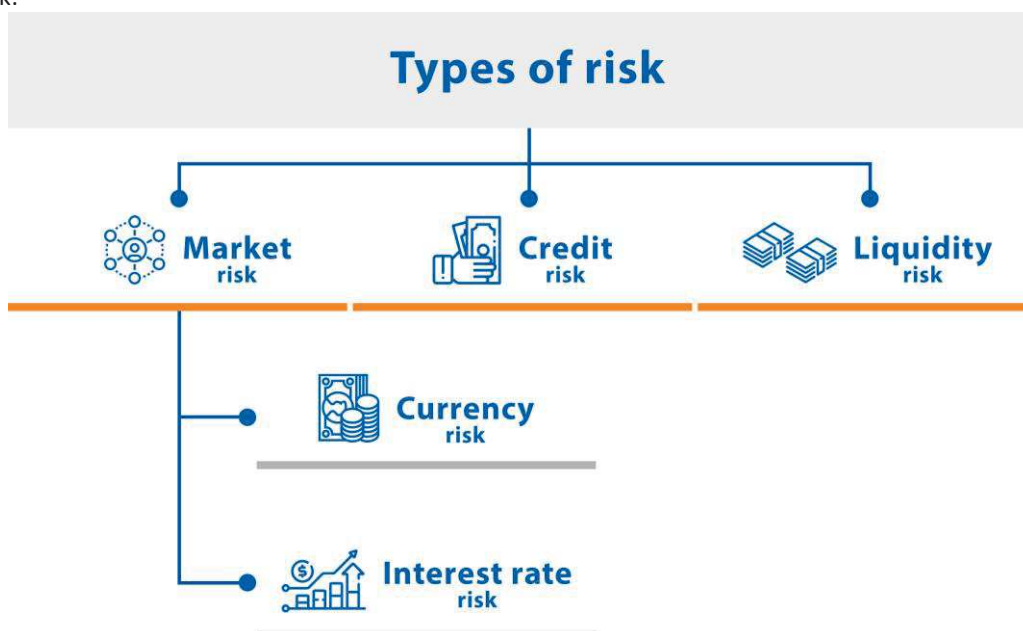 k.
Types of risk
Market
risk
Credit
risk
Liquidity
risk
Currency
risk
Interest rate
risk